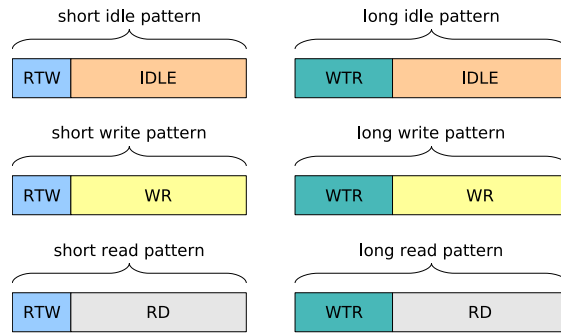 short idle pattern
long idle pattern
RTW IDLE
WTR IDLE
short write pattern
long write pattern
RTW WR
WTR WR
short read pattern
long read pattern
RTW RD
WTR RD